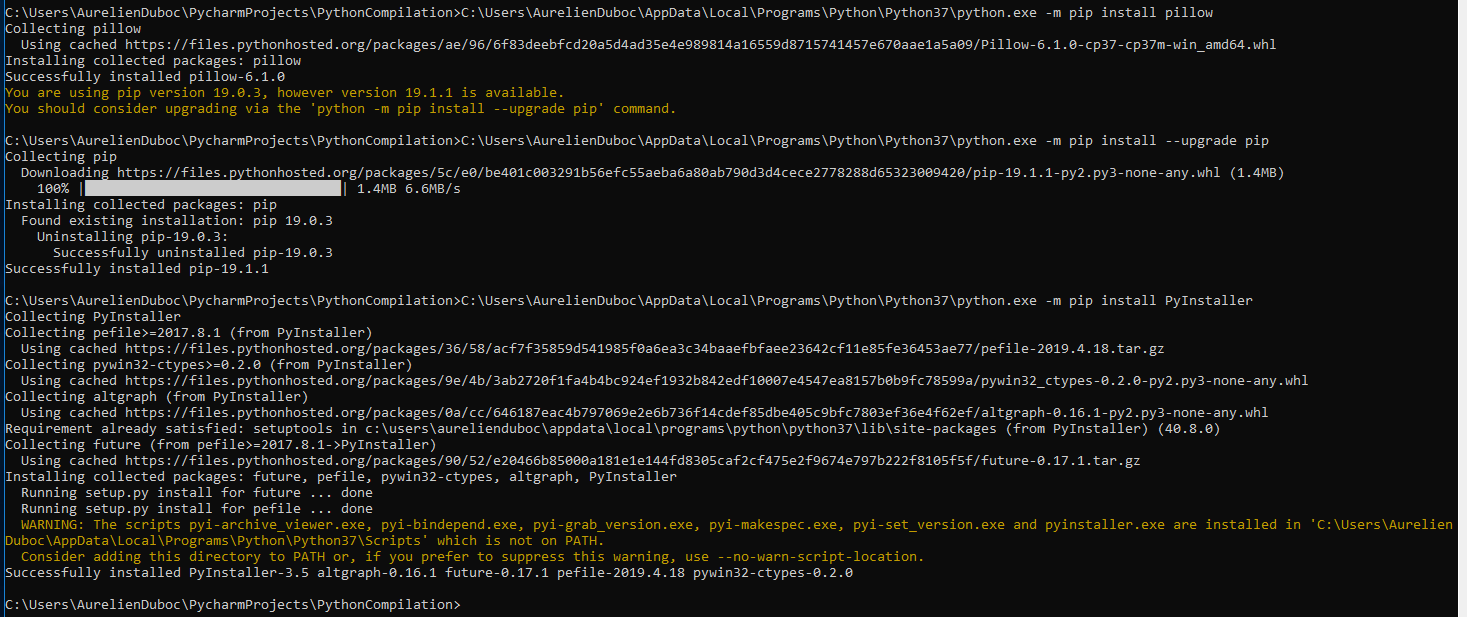 C:\Users\AurelienDuboc\PycharmProjects\PythonCompilation>C:\Users\AurelienDuboc\AppData\Local\Programs\Python\Python37\python.exe -m pip install pillow
Collecting pillow
  Using cached https://files.pythonhosted.org/packages/ae/96/6f83deebfcd20a5d4ad35e4e989814a16559d8715741457e670aae1a5a09/Pillow-6.1.0-cp37-cp37m-win_amd64.whl
Installing collected packages: pillow
Successfully installed pillow-6.1.0
You are using pip version 19.0.3, however version 19.1.1 is available.
You should consider upgrading via the 'python -m pip install --upgrade pip' command.
C:\Users\AurelienDuboc\PycharmProjects\PythonCompilation>C:\Users\AurelienDuboc\AppData\Local\Programs\Python\Python37\python.exe -m pip install --upgrade pip
Collecting pip
  Downloading https://files.pythonhosted.org/packages/5c/e0/be401c003291b56efc55aeba6a80ab790d3d4cece2778288d65323009420/pip-19.1.1-py2.py3-none-any.whl (1.4MB)
    100% |████████████████████████████████| 1.4MB 6.6MB/s
Installing collected packages: pip
  Found existing installation: pip 19.0.3
    Uninstalling pip-19.0.3:
      Successfully uninstalled pip-19.0.3
Successfully installed pip-19.1.1
C:\Users\AurelienDuboc\PycharmProjects\PythonCompilation>C:\Users\AurelienDuboc\AppData\Local\Programs\Python\Python37\python.exe -m pip install PyInstaller
Collecting PyInstaller
Collecting pefile>=2017.8.1 (from PyInstaller)
  Using cached https://files.pythonhosted.org/packages/36/58/acf7f35859d541985f0a6ea3c34baaefbfaee23642cf11e85fe36453ae77/pefile-2019.4.18.tar.gz
Collecting pywin32-ctypes>=0.2.0 (from PyInstaller)
  Using cached https://files.pythonhosted.org/packages/9e/4b/3ab2720f1fa4b4bc924ef1932b842edf10007e4547ea8157b0b9fc78599a/pywin32_ctypes-0.2.0-py2.py3-none-any.whl
Collecting altgraph (from PyInstaller)
  Using cached https://files.pythonhosted.org/packages/0a/cc/646187eac4b797069e2e6b736f14cdef85dbe405c9bfc7803ef36e4f62ef/altgraph-0.16.1-py2.py3-none-any.whl
Requirement already satisfied: setuptools in c:\users\aurelienduboc\appdata\local\programs\python\python37\lib\site-packages (from PyInstaller) (40.8.0)
Collecting future (from pefile>=2017.8.1->PyInstaller)
  Using cached https://files.pythonhosted.org/packages/90/52/e20466b85000a181e1e144fd8305caf2cf475e2f9674e797b222f8105f5f/future-0.17.1.tar.gz
Installing collected packages: future, pefile, pywin32-ctypes, altgraph, PyInstaller
  Running setup.py install for future ... done
  Running setup.py install for pefile ... done
  WARNING: The scripts pyi-archive_viewer.exe, pyi-bindepend.exe, pyi-grab_version.exe, pyi-makespec.exe, pyi-set_version.exe and pyinstaller.exe are installed in 'C:\Users\Aurelien
Duboc\AppData\Local\Programs\Python\Python37\Scripts' which is not on PATH.
  Consider adding this directory to PATH or, if you prefer to suppress this warning, use --no-warn-script-location.
Successfully installed PyInstaller-3.5 altgraph-0.16.1 future-0.17.1 pefile-2019.4.18 pywin32-ctypes-0.2.0
C:\Users\AurelienDuboc\PycharmProjects\PythonCompilation>